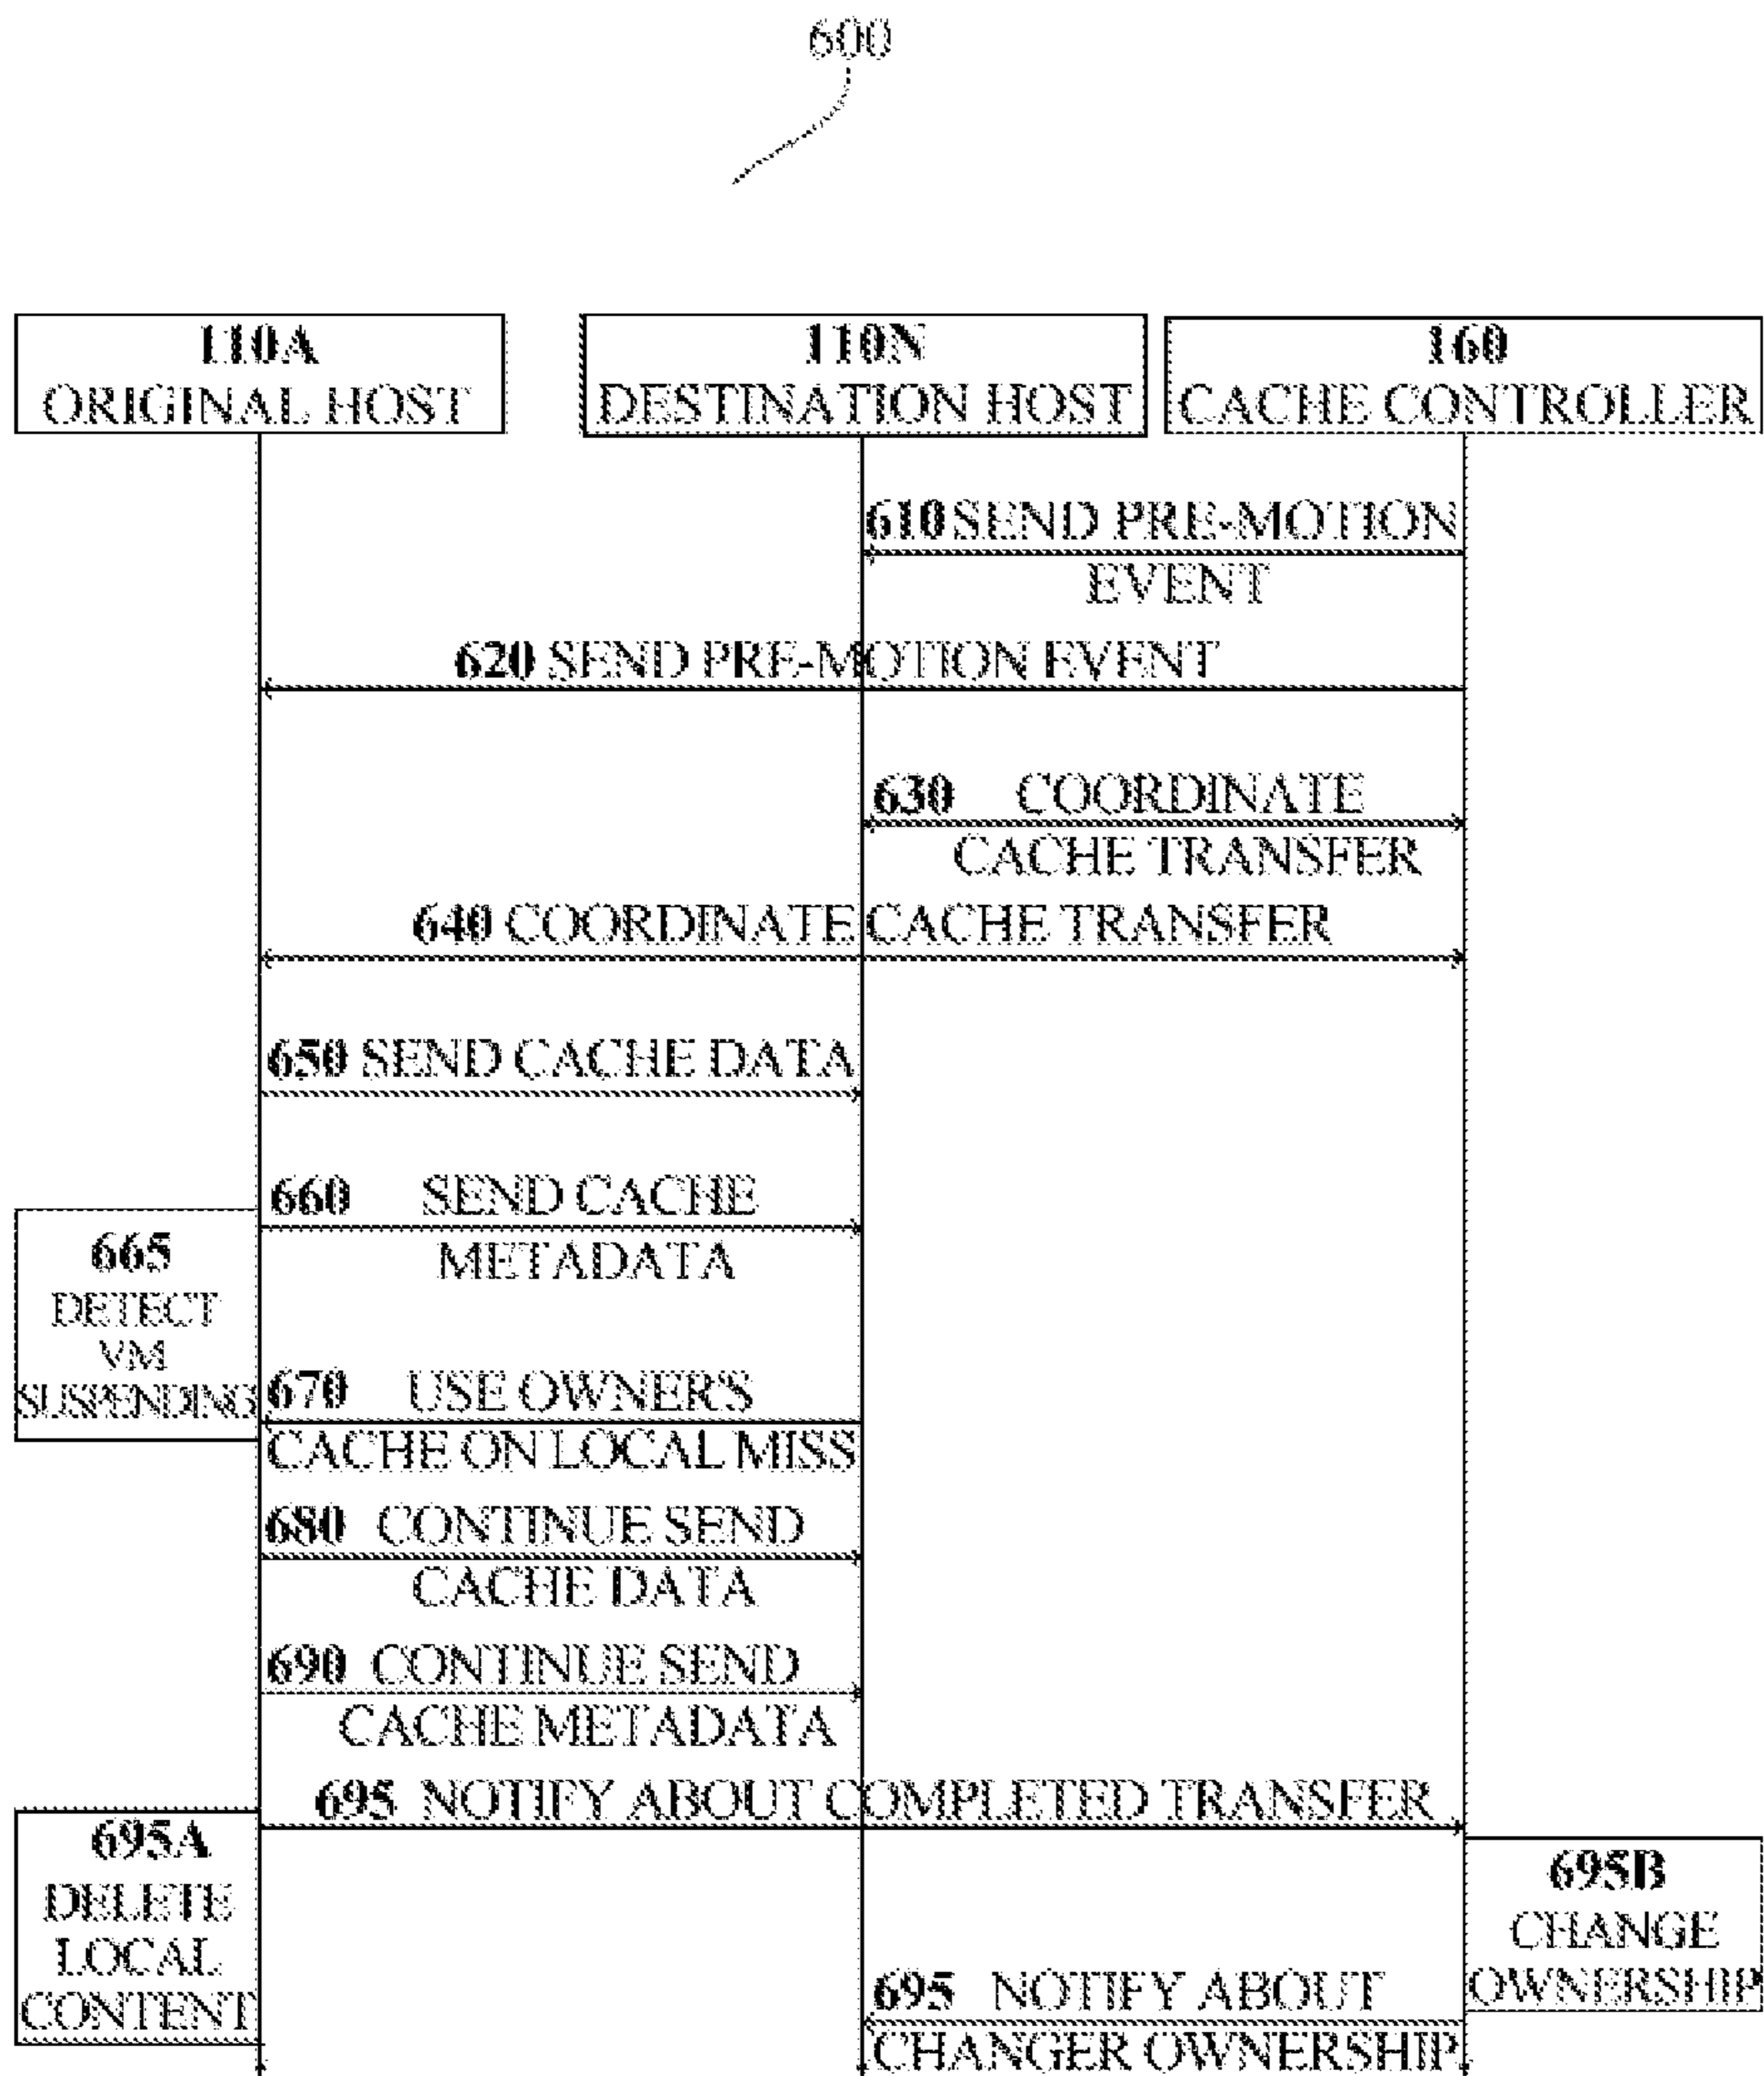 600
110A
ORIGINAL HOST
110N
DESTINATION HOST
160
CACHE CONTROLLER
610 SEND PRE-MOTION
EVENT
620 SEND PRE-MOTION EVENT
630 COORDINATE
CACHE TRANSFER
640 COORDINATE CACHE TRANSFER
650 SEND CACHE DATA
660 SEND CACHE
METADATA
665
DETECT
VM
SUSPENDING
670 USE OWNER'S
CACHE ON LOCAL MISS
680 CONTINUE SEND
CACHE DATA
690 CONTINUE SEND
CACHE METADATA
695 NOTIFY ABOUT COMPLETED TRANSFER
695A
DELETE
LOCAL
CONTENT
695B
CHANGE
OWNERSHIP
695 NOTIFY ABOUT
CHANGER OWNERSHIP